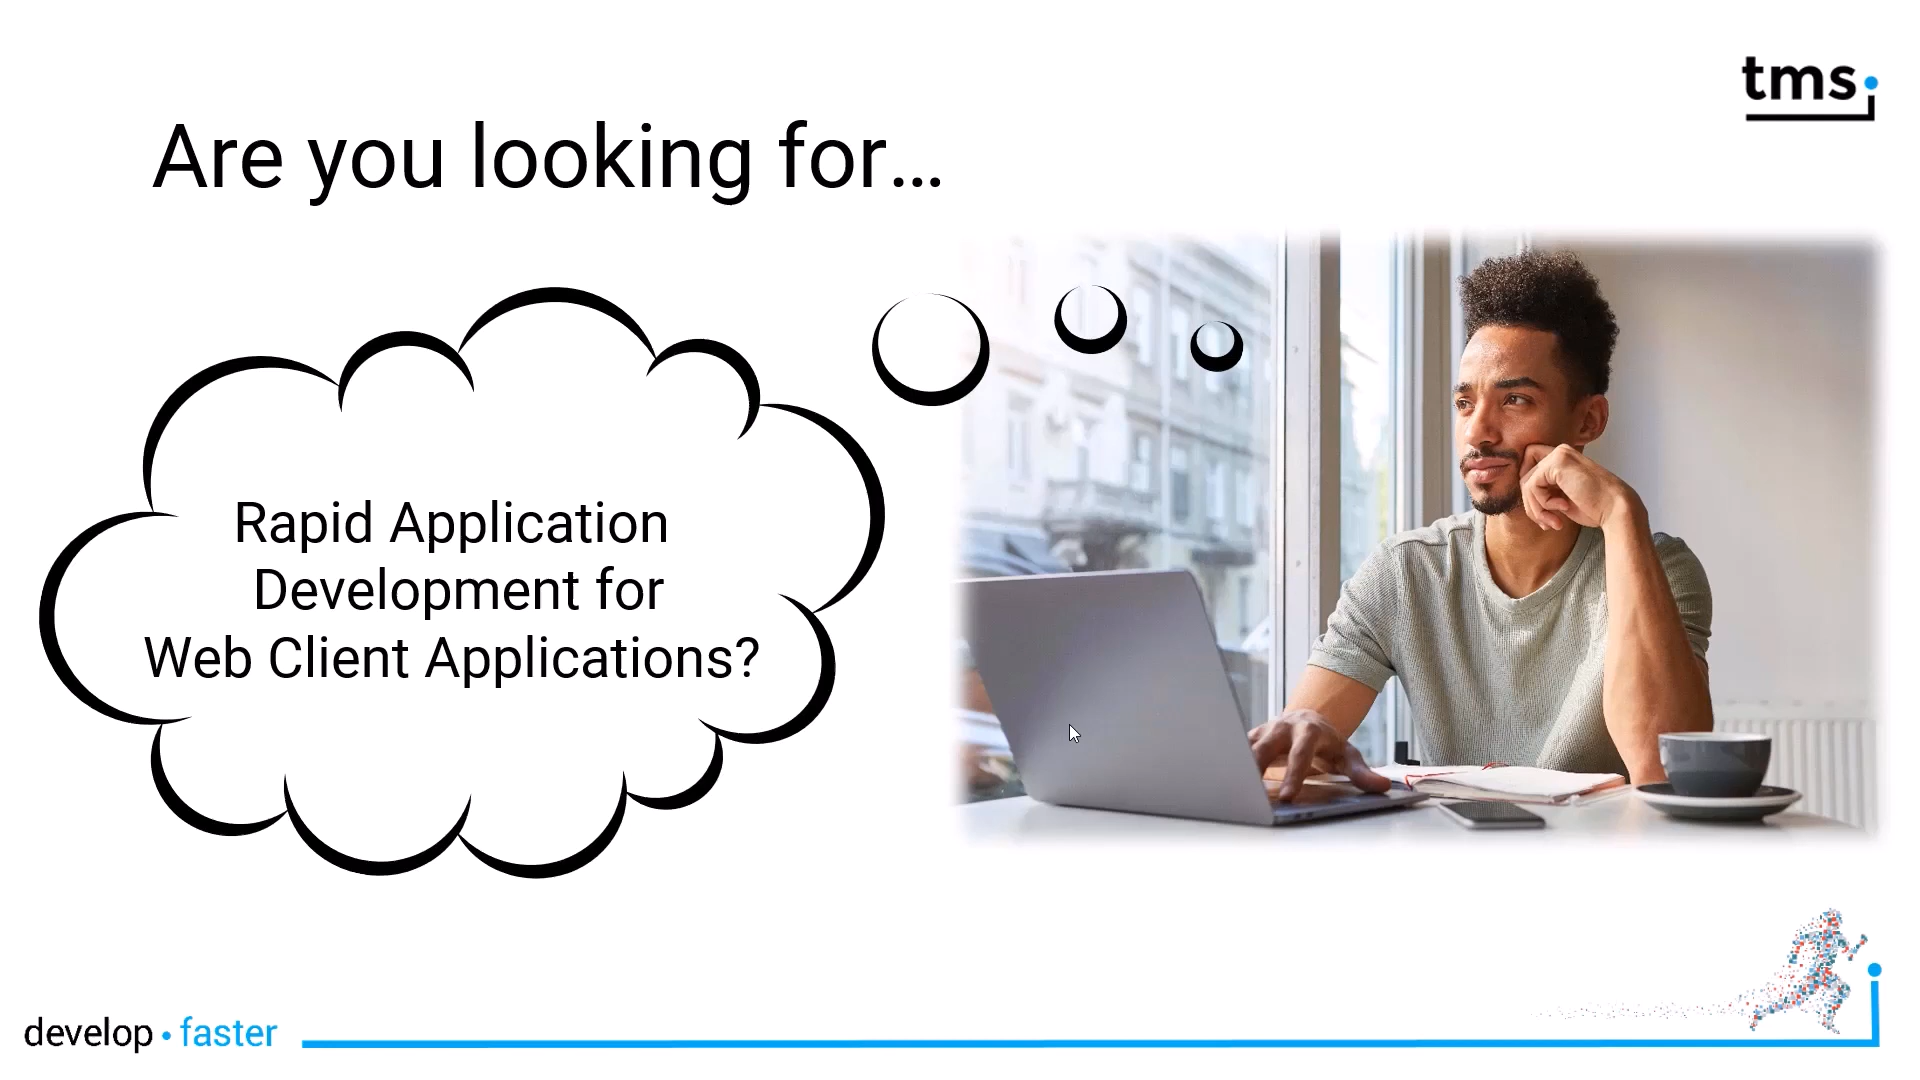 tms
Are you looking for...
Rapid Application
Development for
Web Client Applications?
develop • faster